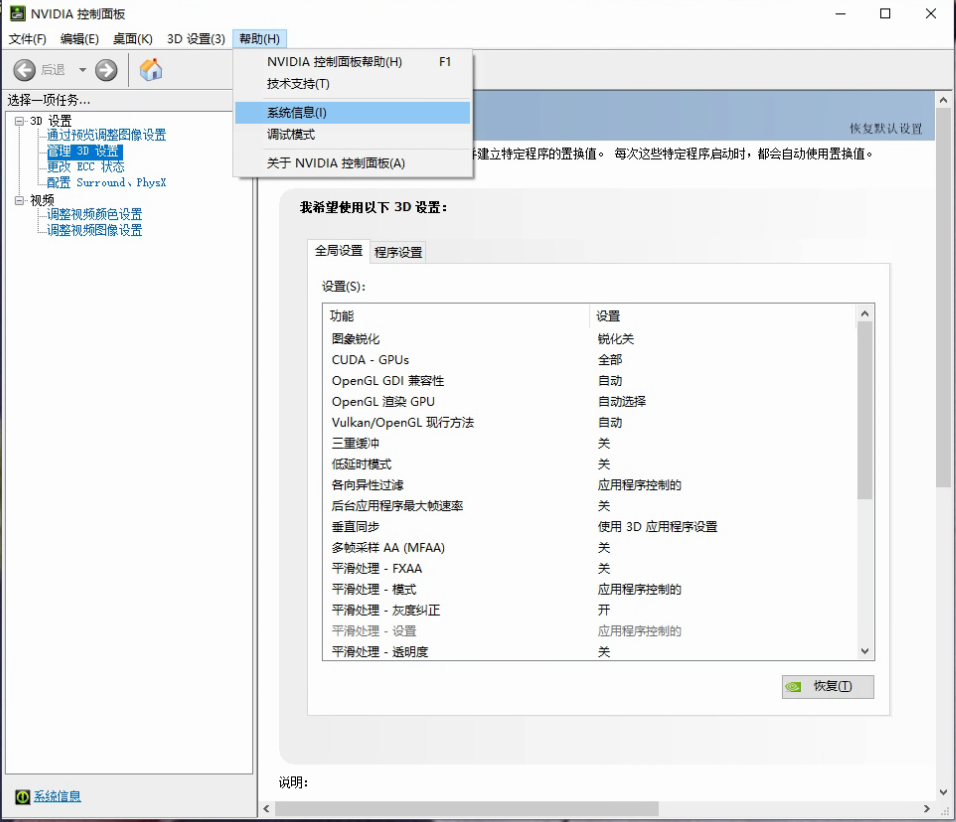 NVIDIA 控制面板
文件(F) 编辑(E) 桌面(K) 3D 设置(3) 帮助(H)
后退
NVIDIA 控制面板帮助(H) F1
技术支持(T)
系统信息(I)
调试模式
关于 NVIDIA 控制面板(A)
选择一项任务...
3D 设置
通过预览调整图像设置
管理 3D 设置
更改 ECC 状态
配置 Surround、PhysX
视频
调整视频颜色设置
调整视频图像设置
系统信息
恢复默认设置
建立特定程序的置换值。 每次这些特定程序启动时，都会自动使用置换值。
我希望使用以下 3D 设置：
全局设置 程序设置
设置(S):
功能 设置
图象锐化 锐化关
CUDA - GPUs 全部
OpenGL GDI 兼容性 自动
OpenGL 渲染 GPU 自动选择
Vulkan/OpenGL 现行方法 自动
三重缓冲 关
低延时模式 关
各向异性过滤 应用程序控制的
后台应用程序最大帧速率 关
垂直同步 使用 3D 应用程序设置
多帧采样 AA (MFAA) 关
平滑处理 - FXAA 关
平滑处理 - 模式 应用程序控制的
平滑处理 - 灰度纠正 开
平滑处理 - 设置 应用程序控制的
平滑处理 - 透明度 关
恢复(T)
说明: